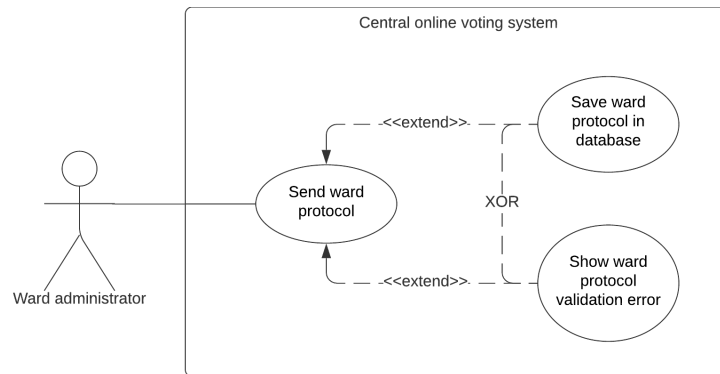 Central online voting system
Save ward
protocol in
database
<<extend>>
Send ward
protocol
XOR
Show ward
protocol
validation error
<<extend>>
Ward administrator